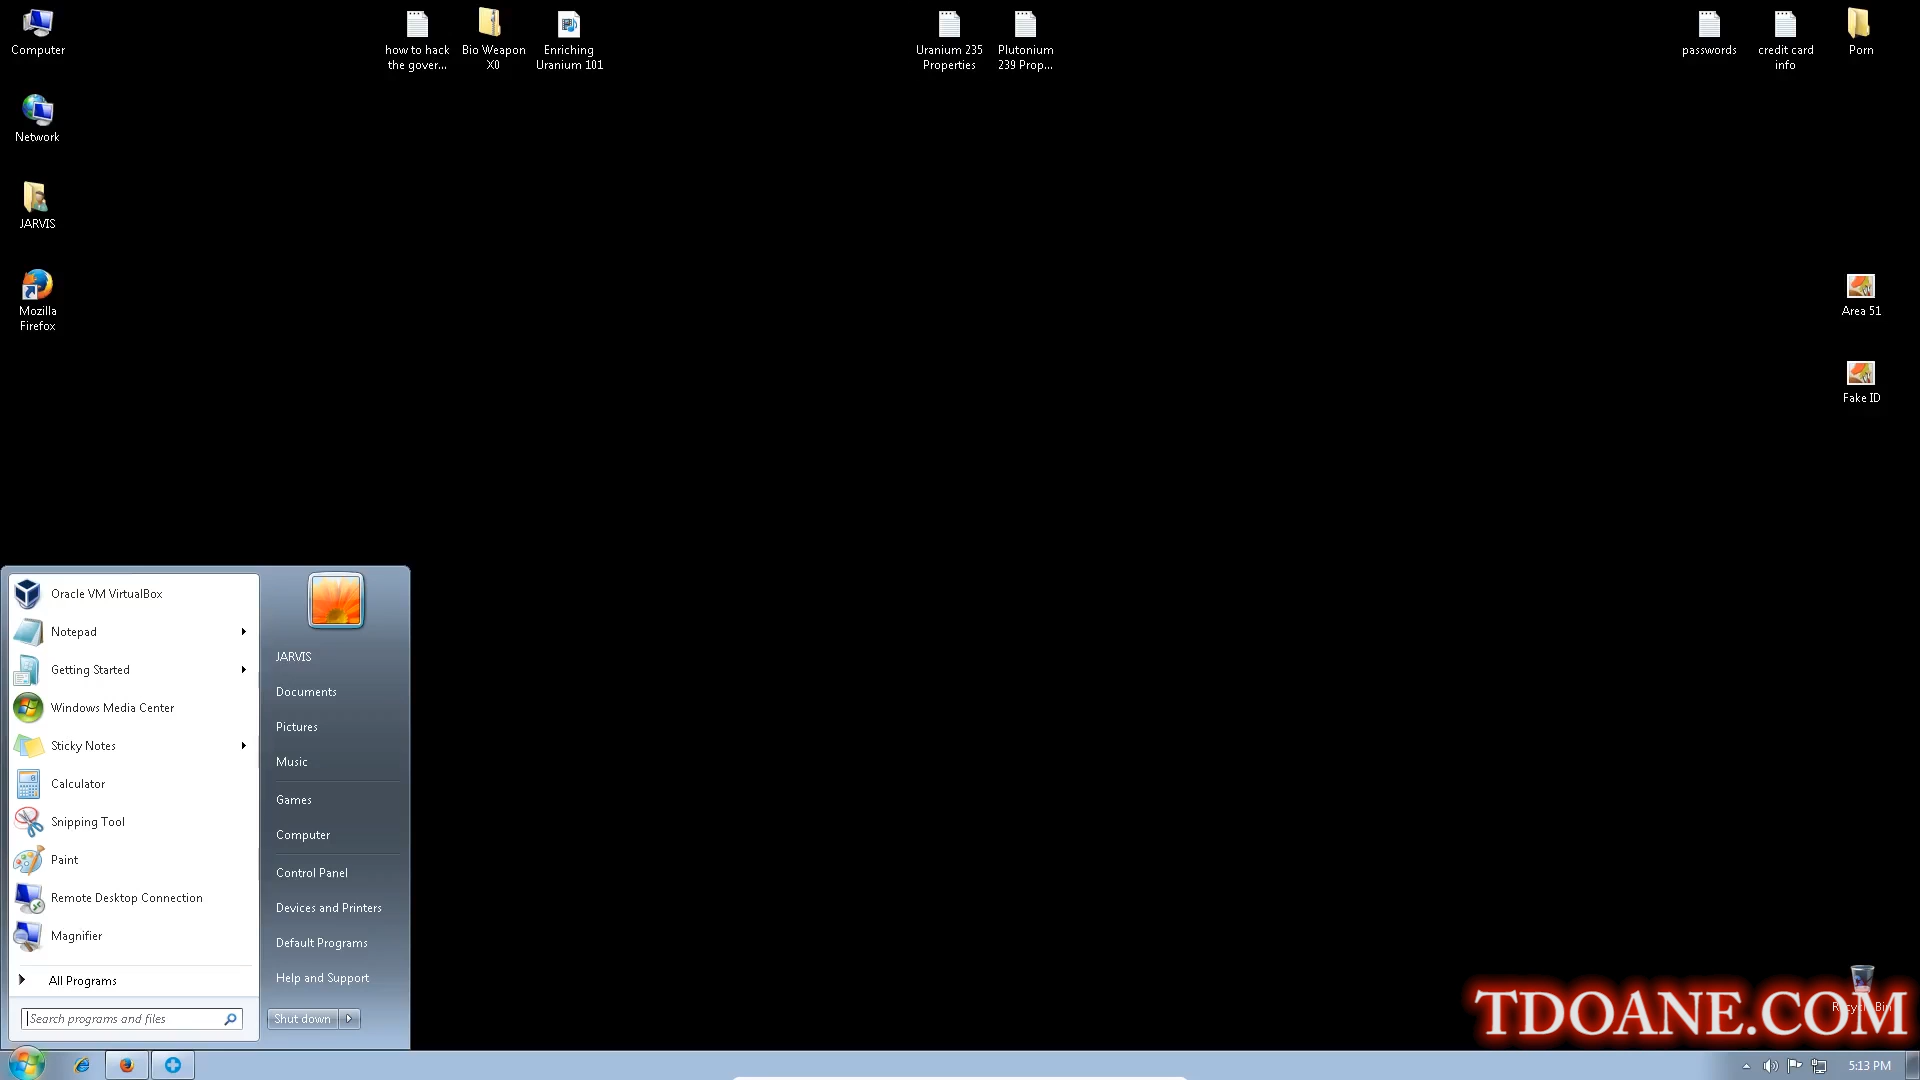 Computer
how to hack
the gover...
Bio Weapon
X0
Enriching
Uranium 101
Uranium 235
Properties
Plutonium
239 Prop...
passwords
credit card
info
Porn
Network
JARVIS
Mozilla
Firefox
Area 51
Fake ID
Oracle VM VirtualBox
Notepad
Getting Started
Windows Media Center
Sticky Notes
Calculator
Snipping Tool
Paint
Remote Desktop Connection
Magnifier
All Programs
Search programs and files
JARVIS
Documents
Pictures
Music
Games
Computer
Control Panel
Devices and Printers
Default Programs
Help and Support
Shut down
Recycle Bin
TDOANE.COM
5:13 PM